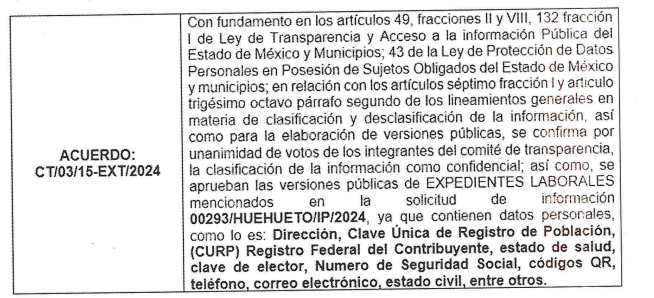 Con fundamento en los artículos 49, fracciones II y VIII, 132 fracción
I de Ley de Transparencia y Acceso a la información Pública del
Estado de México y Municipios; 43 de la Ley de Protección de Datos
Personales en Posesión de Sujetos Obligados del Estado de México
y municipios; en relación con los artículos séptimo fracción I y articulo
trigésimo octavo párrafo segundo de los lineamientos generales en
materia de clasificación y desclasificación de la información, así
como para la elaboración de versiones públicas, se confirma por
unanimidad de votos de los integrantes del comité de transparencia,
la clasificación de la información como confidencial; así como, se
aprueban las versiones públicas de EXPEDIENTES LABORALES
mencionados en la solicitud de información
00293/HUEHUETO/IP/2024, ya que contienen datos personales,
como lo es: Dirección, Clave Única de Registro de Población,
(CURP) Registro Federal del Contribuyente, estado de salud,
clave de elector, Numero de Seguridad Social, códigos QR,
teléfono, correo electrónico, estado civil, entre otros.
ACUERDO:
CT/03/15-EXT/2024